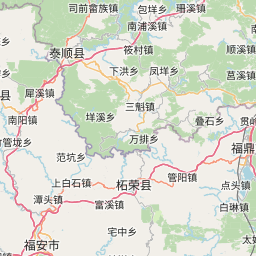 司前畲族镇
包垟乡
珊溪镇
南浦溪镇
泰顺县
筱村镇
顺溪镇
下洪乡
凤垟乡
莒溪镇
犀溪镇
三魁镇
垟溪乡
南阳镇
叠石乡
万排乡
管垅乡
范坑乡
福鼎
上白石镇
柘荣县
管阳镇
点头镇
潭头镇
富溪镇
白琳镇
宅中乡
福安市